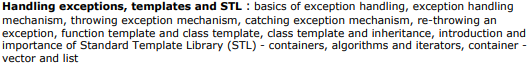 Handling exceptions, templates and STL : basics of exception handling, exception handling
mechanism, throwing exception mechanism, catching exception mechanism, re-throwing an
exception, function template and class template, class template and inheritance, introduction and
importance of Standard Template Library (STL) - containers, algorithms and iterators, container -
vector and list